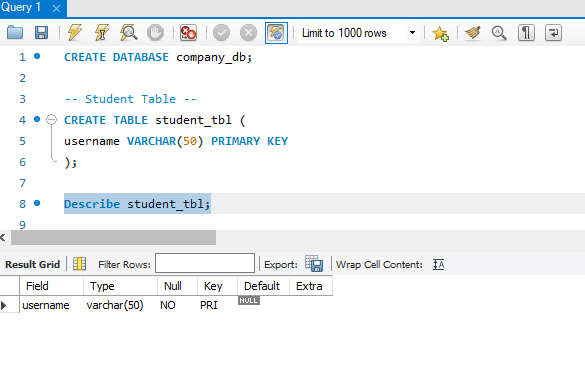 Query 1
Limit to 1000 rows
1 CREATE DATABASE company_db;
2
3 -- Student Table --
4 CREATE TABLE student_tbl (
5 username VARCHAR(50) PRIMARY KEY
6 );
7
8 Describe student_tbl;
9
Result Grid Filter Rows: Export: Wrap Cell Content: IA
Field Type Null Key Default Extra
username varchar(50) NO PRI NULL